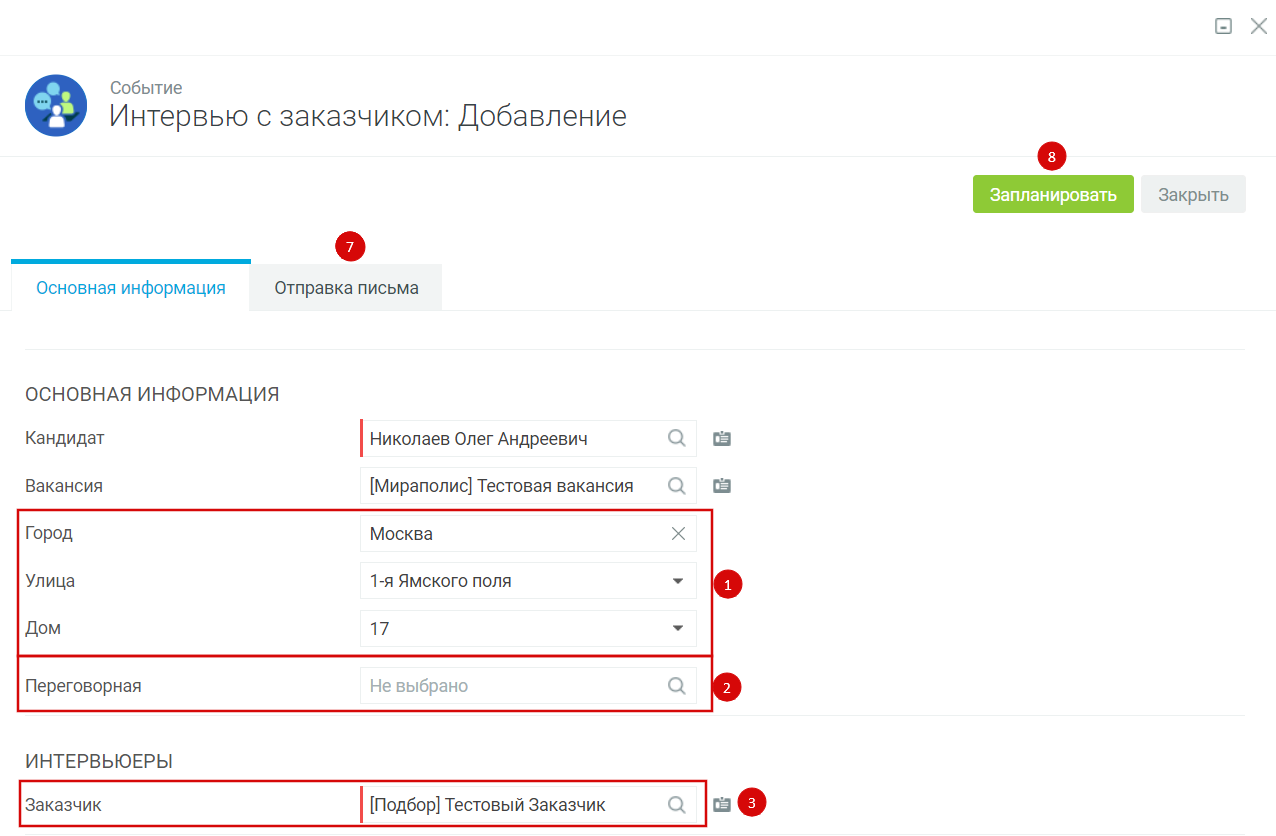 Событие
Интервью с заказчиком: Добавление
8
Запланировать Закрыть
7
Основная информация Отправка письма
ОСНОВНАЯ ИНФОРМАЦИЯ
Кандидат Николаев Олег Андреевич
Вакансия [Мираполис] Тестовая вакансия
Город Москва
Улица 1-я Ямского поля 1
Дом 17
Переговорная Не выбрано 2
ИНТЕРВЬЮЕРЫ
Заказчик [Подбор] Тестовый Заказчик 3